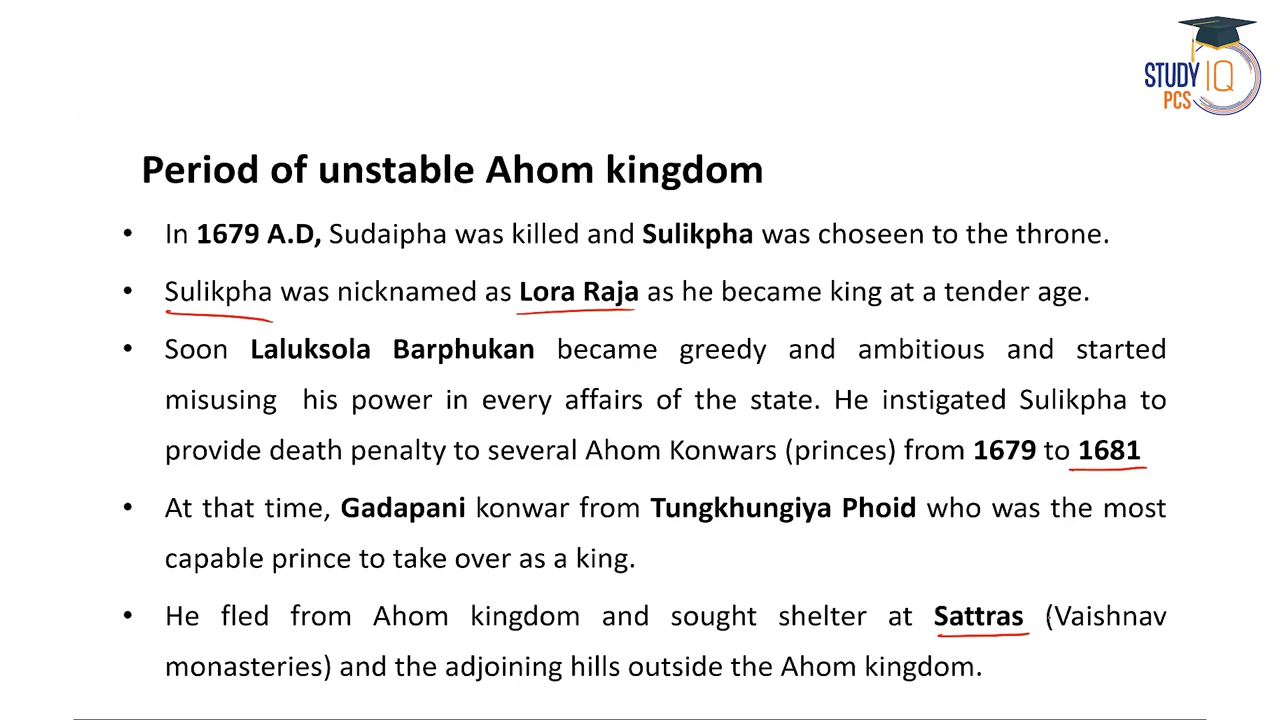 STUDY IQ
PCS
Period of unstable Ahom kingdom
• In 1679 A.D, Sudaipha was killed and Sulikpha was choseen to the throne.
• Sulikpha was nicknamed as Lora Raja as he became king at a tender age.
• Soon Laluksola Barphukan became greedy and ambitious and started
misusing his power in every affairs of the state. He instigated Sulikpha to
provide death penalty to several Ahom Konwars (princes) from 1679 to 1681
• At that time, Gadapani konwar from Tungkhungiya Phoid who was the most
capable prince to take over as a king.
• He fled from Ahom kingdom and sought shelter at Sattras (Vaishnav
monasteries) and the adjoining hills outside the Ahom kingdom.